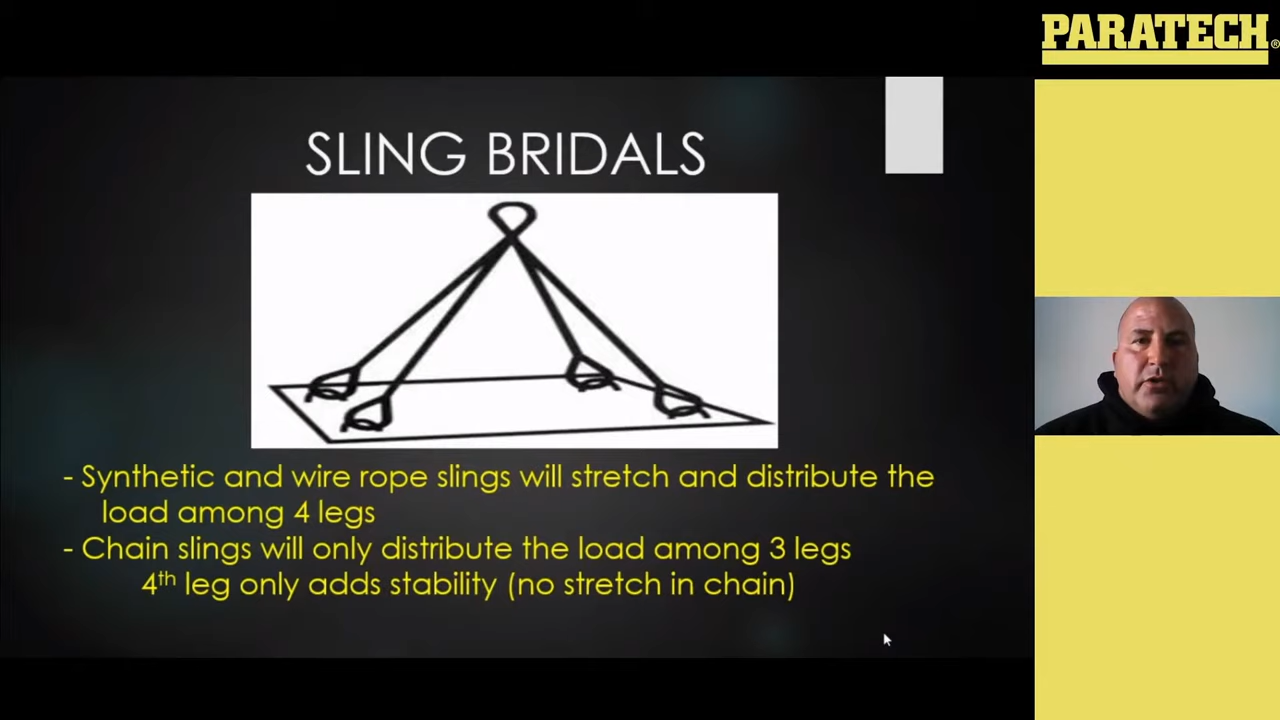 PARATECH®
SLING BRIDALS
- Synthetic and wire rope slings will stretch and distribute the
load among 4 legs
- Chain slings will only distribute the load among 3 legs
4th leg only adds stability (no stretch in chain)